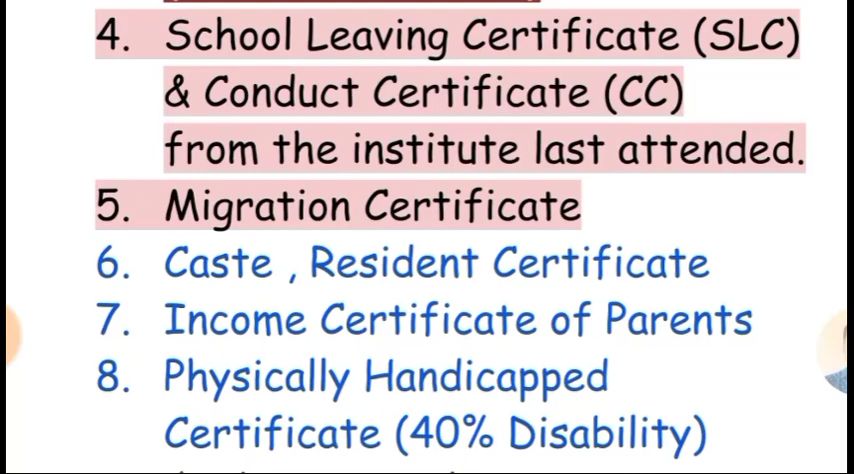 4. School Leaving Certificate (SLC)
& Conduct Certificate (CC)
from the institute last attended.
5. Migration Certificate
6. Caste , Resident Certificate
7. Income Certificate of Parents
8. Physically Handicapped
Certificate (40% Disability)